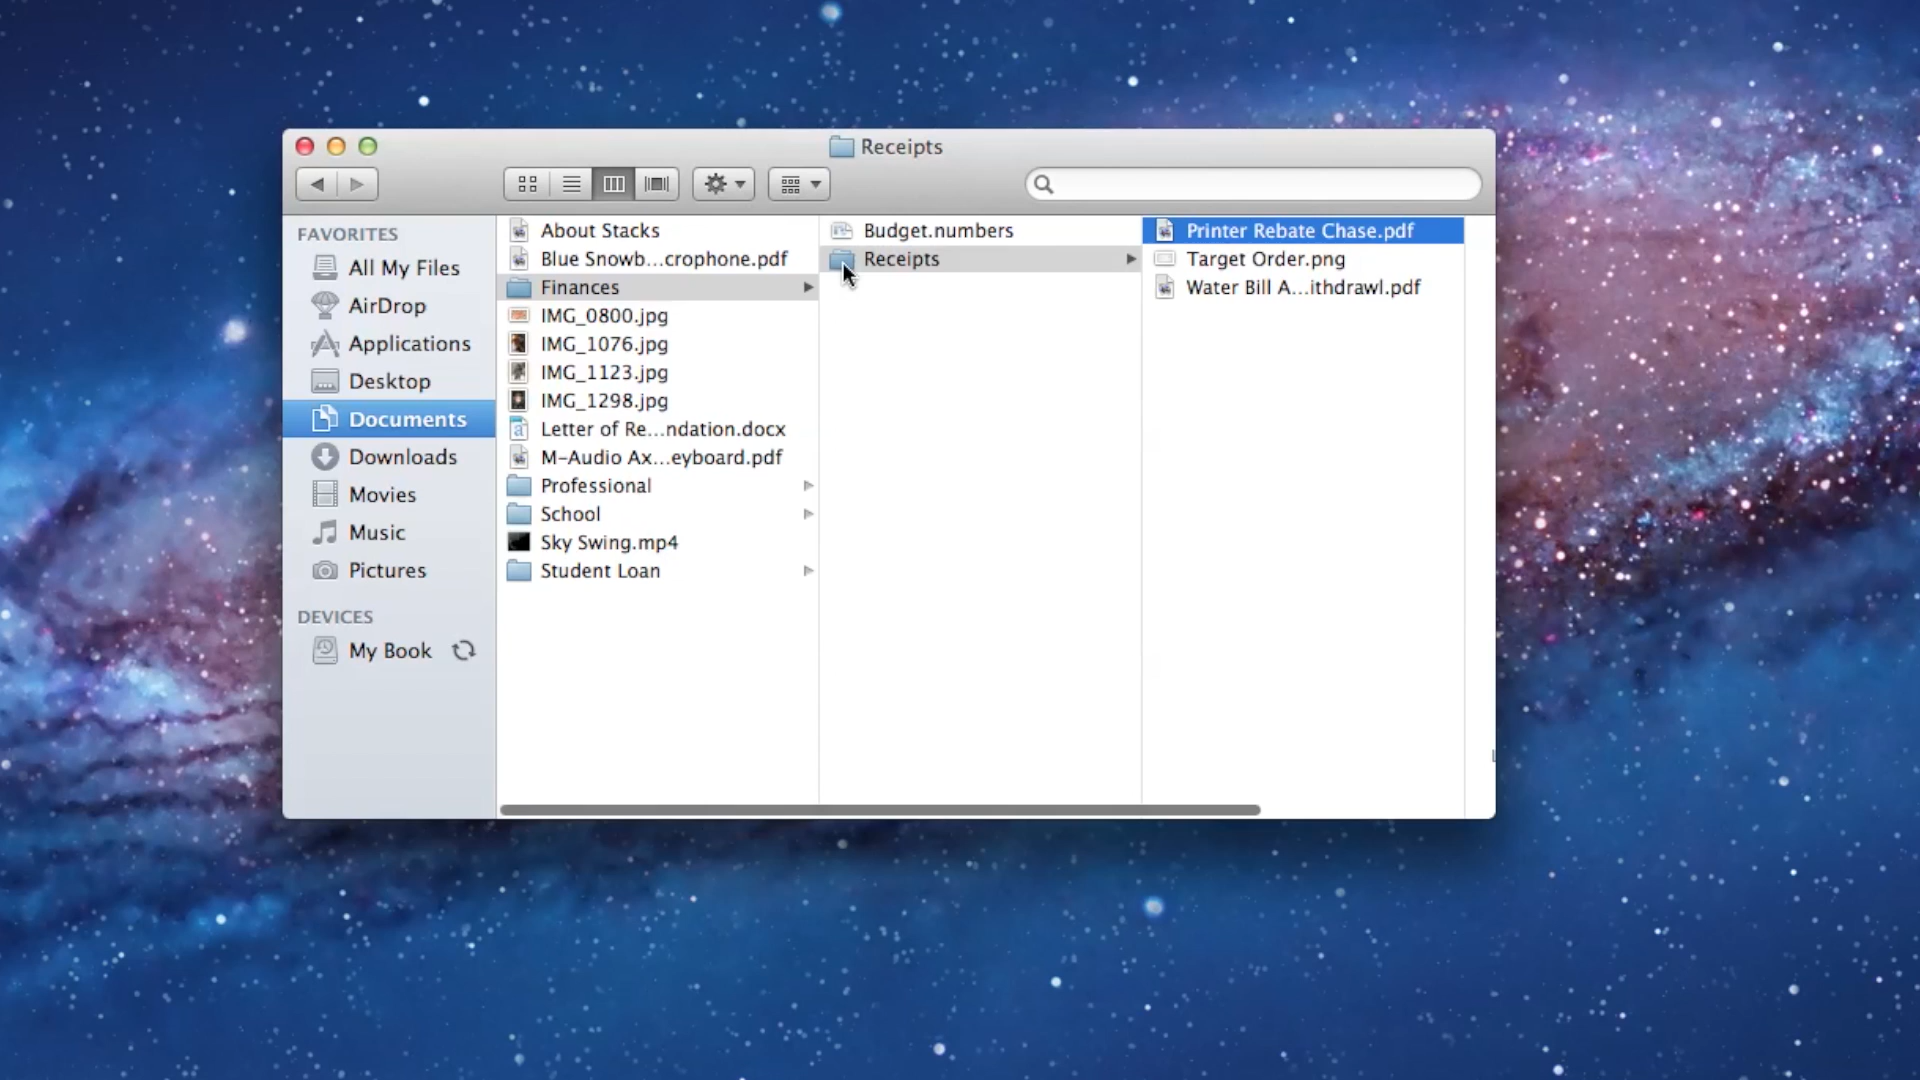 Receipts
FAVORITES
All My Files
AirDrop
Applications
Desktop
Documents
Downloads
Movies
Music
Pictures
DEVICES
My Book
About Stacks
Blue Snowb...crophone.pdf
Finances
IMG_0800.jpg
IMG_1076.jpg
IMG_1123.jpg
IMG_1298.jpg
Letter of Re...ndation.docx
M-Audio Ax...eyboard.pdf
Professional
School
Sky Swing.mp4
Student Loan
Budget.numbers
Receipts
Printer Rebate Chase.pdf
Target Order.png
Water Bill A...ithdrawl.pdf